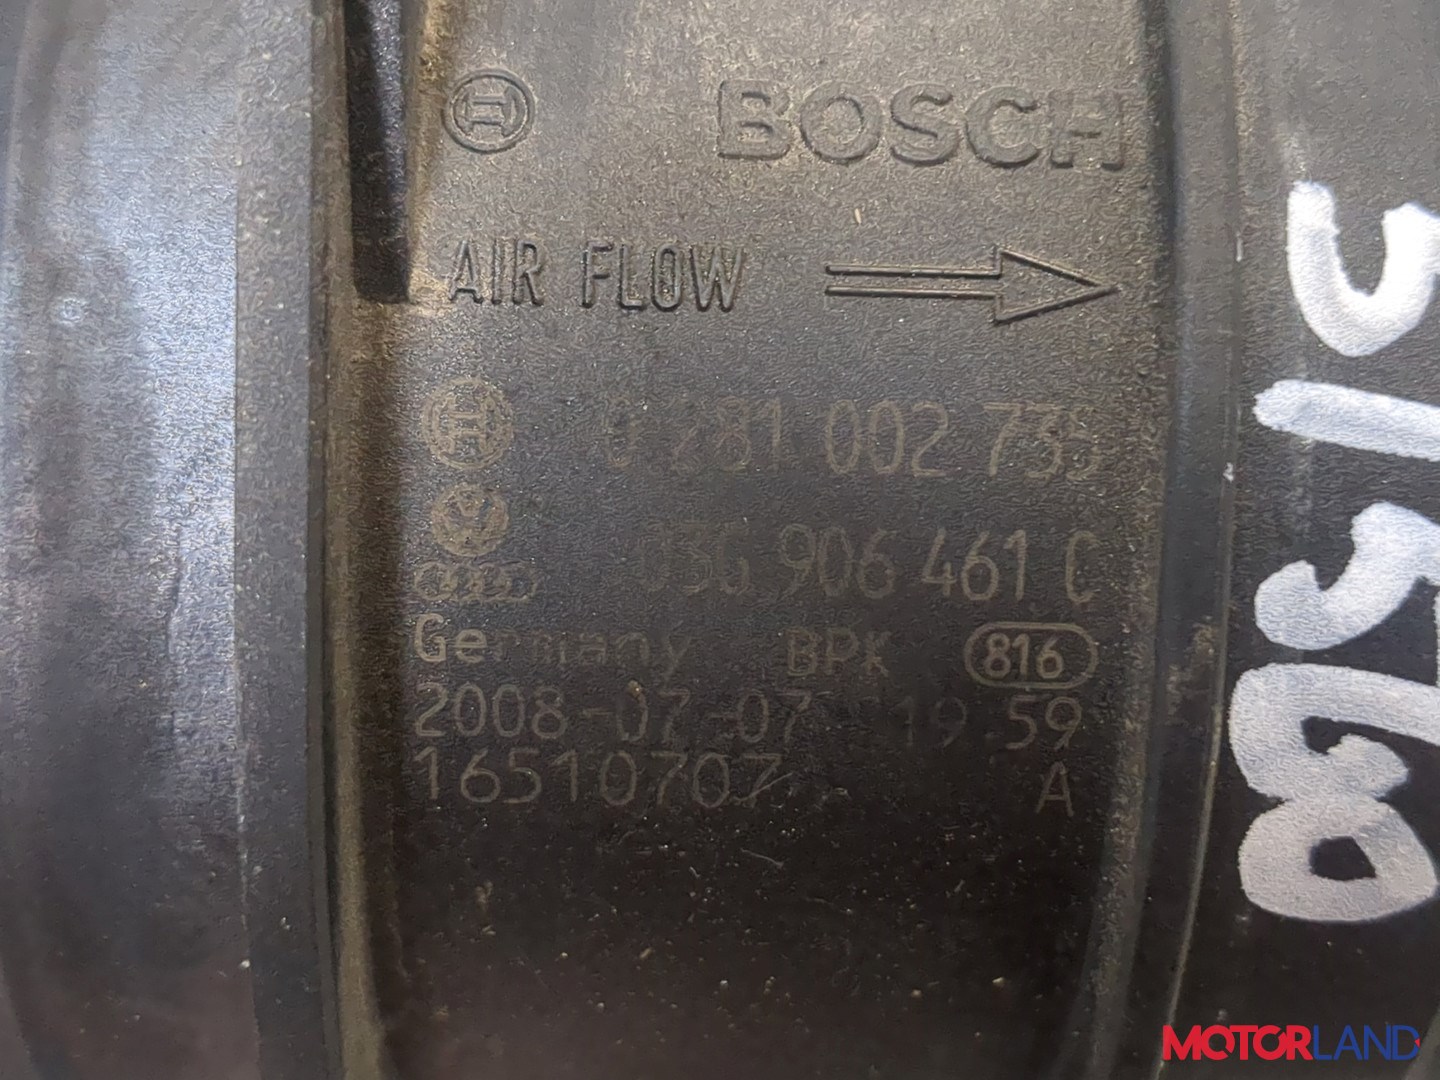 BOSCH
AIR FLOW
0 281 002 735
03G 906 461 C
Germany BPK 816
2008-07-07 19 59
16510707 A
MOTORLAND